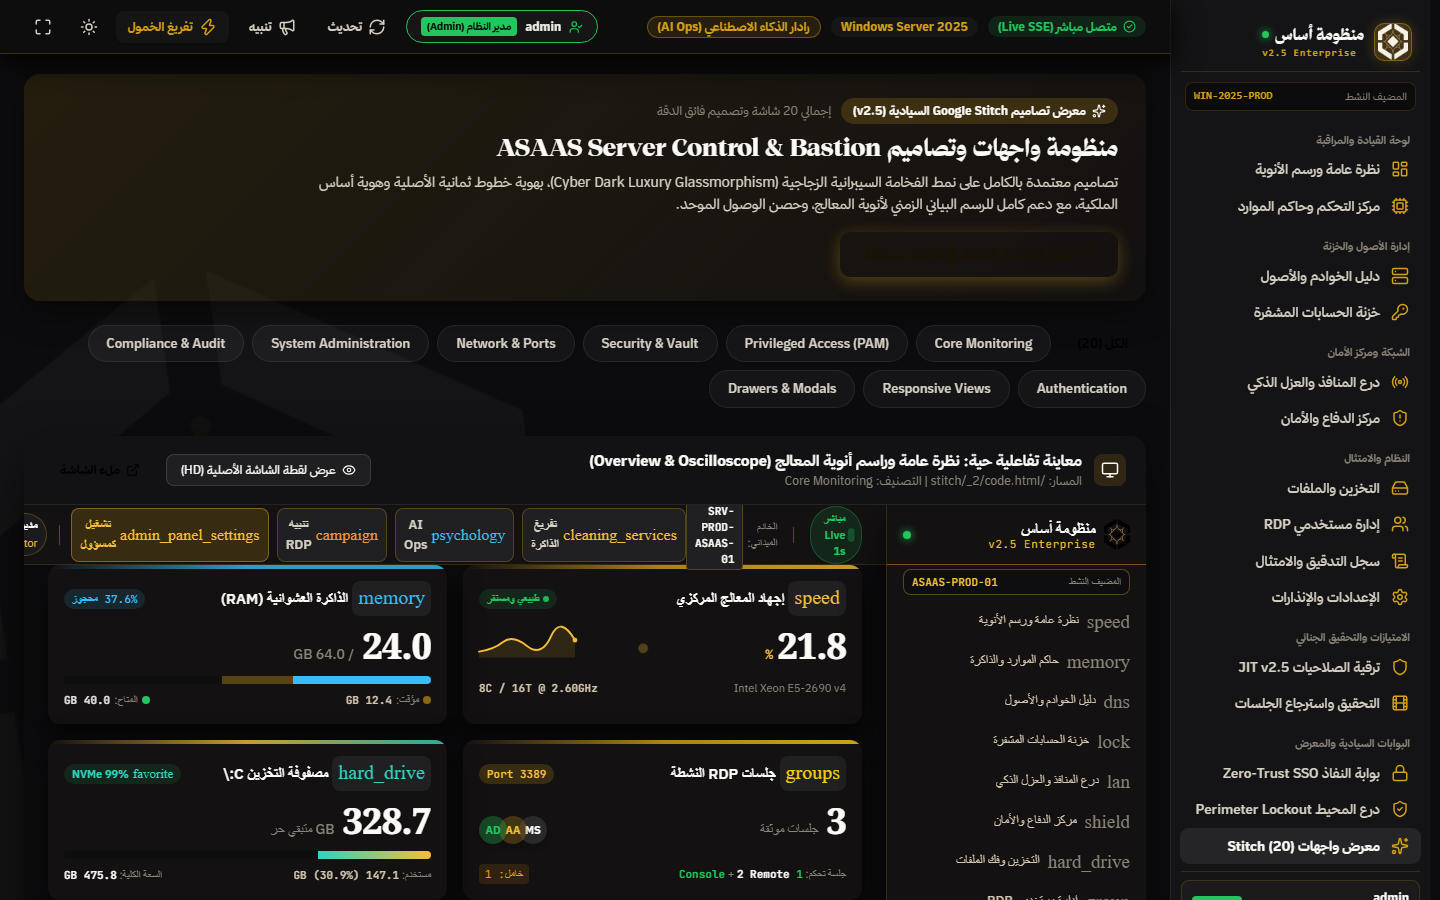 منظومة أساس
v2.5 Enterprise
المضيف النشط
WIN-2025-PROD
لوحة القيادة والمراقبة
نظرة عامة ورسم الأنوية
مركز التحكم وحاكم الموارد
إدارة الأصول والخزنة
دليل الخوادم والأصول
خزنة الحسابات المشفرة
الشبكة ومركز الأمان
درع المنافذ والعزل الذكي
مركز الدفاع والأمان
النظام والامتثال
التخزين والملفات
إدارة مستخدمي RDP
سجل التدقيق والامتثال
الإعدادات والإنذارات
الامتيازات والتحقيق الجنائي
ترقية الصلاحيات JIT v2.5
التحقيق واسترجاع الجلسات
البوابات السيادية والمعرض
بوابة النفاذ Zero-Trust SSO
درع المحيط Perimeter Lockout
معرض واجهات Stitch (20)
admin
متصل مباشر (Live SSE)
Windows Server 2025
رادار الذكاء الاصطناعي (AI Ops)
admin
مدير النظام (Admin)
تحديث
تنبيه
تفريغ الخمول
معرض تصاميم Google Stitch السيادية (v2.5)
إجمالي 20 شاشة وتصميم فائق الدقة
منظومة واجهات وتصاميم ASAAS Server Control & Bastion
تصاميم معتمدة بالكامل على نمط الفخامة السيبرانية الزجاجية (Cyber Dark Luxury Glassmorphism)، بهوية خطوط ثمانية الأصلية وهوية أساس
الملكية، مع دعم كامل للرسم البياني الزمني لأنوية المعالج، وحصن الوصول الموحد.
الكل (20)
Core Monitoring
Privileged Access (PAM)
Security & Vault
Network & Ports
System Administration
Compliance & Audit
Authentication
Responsive Views
Drawers & Modals
معاينة تفاعلية حية: نظرة عامة وراسم أنوية المعالج (Overview & Oscilloscope)
المسار: /stitch/_2/code.html | التصنيف: Core Monitoring
عرض لقطة الشاشة الأصلية (HD)
ملء الشاشة
منظومة أساس
v2.5 Enterprise
المضيف النشط
ASAAS-PROD-01
speed نظرة عامة ورسم الأنوية
memory حاكم الموارد والذاكرة
dns دليل الخوادم والأصول
lock خزنة الحسابات المشفرة
lan درع المنافذ والعزل الذكي
shield مركز الدفاع والأمان
hard_drive التخزين وفك الملفات
مباشر
Live
1s
الخادم
الميداني:
SRV-
PROD-
ASAAS-
01
cleaning_services تفريغ
الذاكرة
psychology AI
Ops
campaign تنبيه
RDP
admin_panel_settings تشغيل
كمسؤول
speed إجهاد المعالج المركزي
طبيعي ومستقر
21.8 %
Intel Xeon E5-2690 v4
8C / 16T @ 2.60GHz
memory الذاكرة العشوائية (RAM)
37.6% محجوز
24.0 / 64.0 GB
مؤقت: 12.4 GB
المتاح: 40.0 GB
groups جلسات RDP النشطة
Port 3389
3 جلسات موثقة
AD AA MS
جلسة تحكم: 1 Console + 2 Remote
خامل: 1
hard_drive مصفوفة التخزين C:\
NVMe 99% favorite
328.7 GB متبقي حر
مستخدم: 147.1 GB (30.9%)
السعة الكلية: 475.8 GB